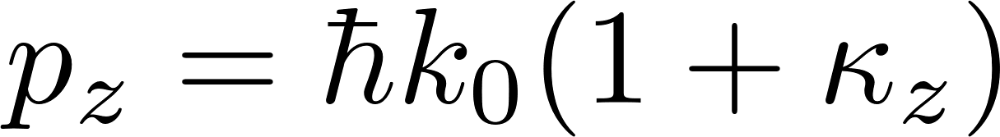 p_z = ℏk_0(1 + κ_z)